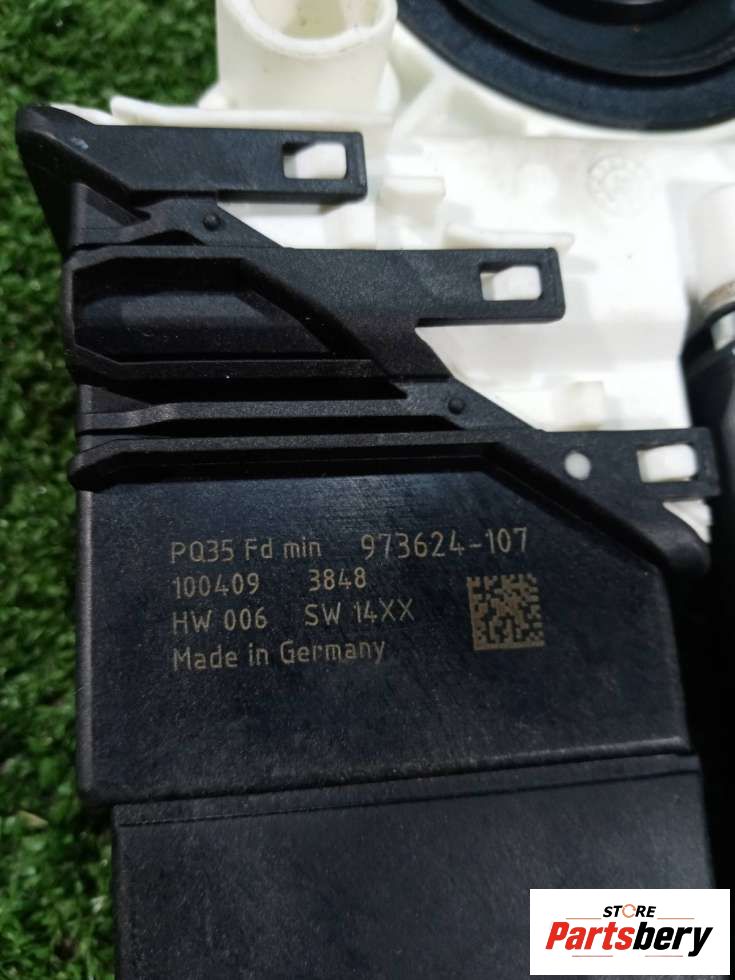 PQ35 Fd min 973624-107
100409 3848
HW 006 SW 14XX
Made in Germany
STORE
Partsbery